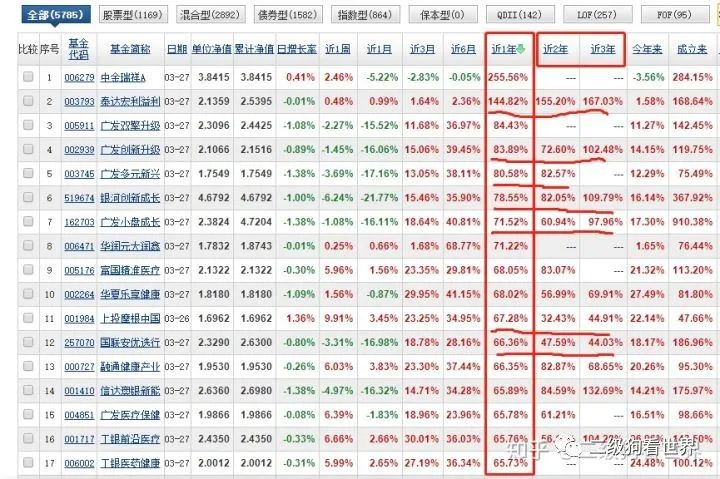 全部(5785) 股票型(1169) 混合型(2892) 债券型(1582) 指数型(864) 保本型(0) QDII(142) LOF(257) FOF(95)
比较 序号 基金代码 基金简称 日期 单位净值 累计净值 日增长率 近1周 近1月 近3月 近6月 近1年 近2年 近3年 今年来 成立来
1 006279 中金瑞祥A 03-27 3.8415 3.8415 0.41% 2.46% -5.22% -2.83% -0.05% 255.56% --- --- -3.56% 284.15%
2 003793 泰达宏利溢利 03-27 2.1359 2.5395 -0.01% 0.48% 0.99% 1.64% 2.36% 144.82% 155.20% 167.03% 1.58% 168.64%
3 005911 广发双擎升级 03-27 2.3096 2.4425 -1.08% -2.27% -15.52% 11.68% 36.97% 84.43% --- --- 11.27% 142.45%
4 002939 广发创新升级 03-27 2.1066 2.1516 -0.89% -1.45% -16.06% 15.06% 39.45% 83.89% 72.60% 102.48% 14.15% 119.75%
5 003745 广发多元新兴 03-27 1.7549 1.7549 -1.38% -3.69% -17.16% 13.05% 38.11% 80.58% 82.57% --- 12.29% 75.49%
6 519674 银河创新成长 03-27 4.6792 4.6792 -1.00% -6.24% -21.77% 15.46% 35.90% 78.55% 82.05% 109.79% 16.14% 367.92%
7 162703 广发小盘成长 03-27 2.3824 4.7204 -1.38% -1.08% -16.11% 18.64% 40.81% 71.52% 60.94% 97.96% 17.30% 910.38%
8 006471 华润元大润鑫 03-27 1.7832 1.8743 -0.01% 0.25% 0.66% 1.68% 68.77% 71.22% --- --- 1.65% 76.44%
9 005176 富国精准医疗 03-27 2.1322 2.1322 -0.30% 5.96% 1.56% 23.23% 29.81% 68.05% 83.07% --- 21.32% 113.20%
10 002264 华夏乐享健康 03-27 1.8180 1.8180 -1.09% 1.56% -0.87% 29.95% 41.15% 68.02% 56.99% 69.91% 27.49% 81.80%
11 001984 上投摩根中国 03-26 1.6962 1.6962 1.36% 9.91% 3.45% 23.25% 34.95% 67.28% 32.43% 44.91% 22.14% 47.66%
12 257070 国联安优选行 03-27 2.3290 2.6300 -0.80% -3.31% -16.98% 18.78% 28.11% 66.36% 47.59% 44.03% 18.17% 186.96%
13 000727 融通健康产业 03-27 1.9530 1.9530 -0.26% 6.03% 3.83% 23.30% 37.44% 66.35% 82.87% 68.65% 20.26% 95.30%
14 001410 信达澳银新能 03-27 2.6360 2.6980 -1.38% -4.97% -16.32% 14.71% 34.28% 65.89% 84.59% 132.69% 14.21% 175.97%
15 004851 广发医疗保健 03-27 1.9866 1.9866 -0.08% 6.39% -1.83% 18.96% 23.96% 65.78% 61.21% --- 16.51% 98.66%
16 001717 工银前沿医疗 03-27 2.4350 2.4350 -0.33% 6.66% 2.66% 30.01% 36.03% 65.76%
17 006002 工银医药健康 03-27 2.0012 2.0012 -0.31% 5.99% 2.65% 27.19% 36.34% 65.73% 24.48% 100.12%
二级狗看世界